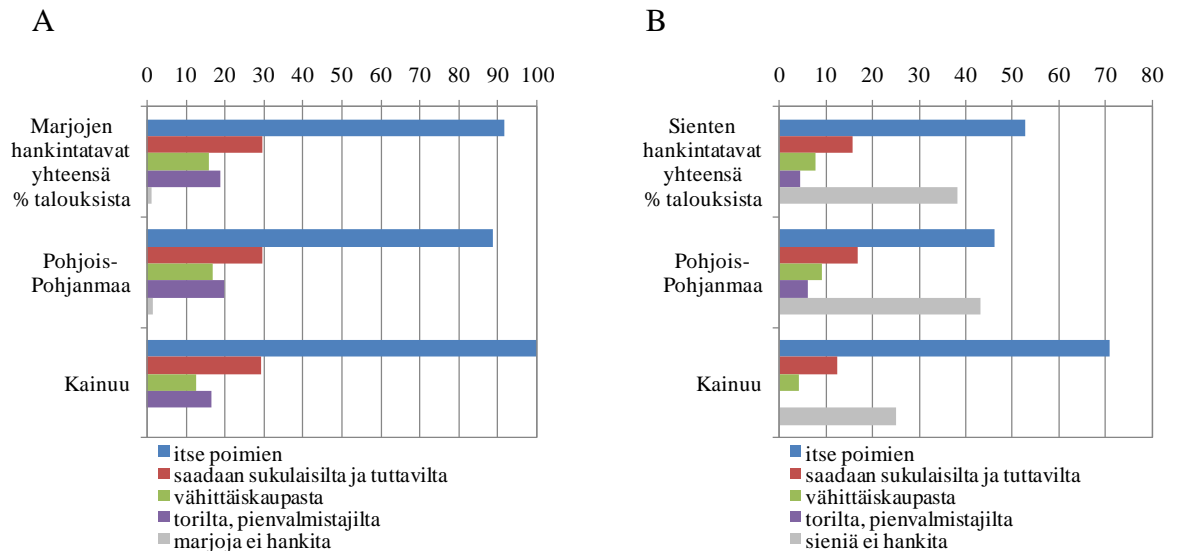 A
0 10 20 30 40 50 60 70 80 90 100
Marjojen
hankintatavat
yhteensä
% talouksista
Pohjois-
Pohjanmaa
Kainuu
itse poimien
saadaan sukulaisilta ja tuttavilta
vähittäiskaupasta
torilta, pienvalmistajilta
marjoja ei hankita
B
0 10 20 30 40 50 60 70 80
Sienten
hankintatavat
yhteensä
% talouksista
Pohjois-
Pohjanmaa
Kainuu
itse poimien
saadaan sukulaisilta ja tuttavilta
vähittäiskaupasta
torilta, pienvalmistajilta
sieniä ei hankita